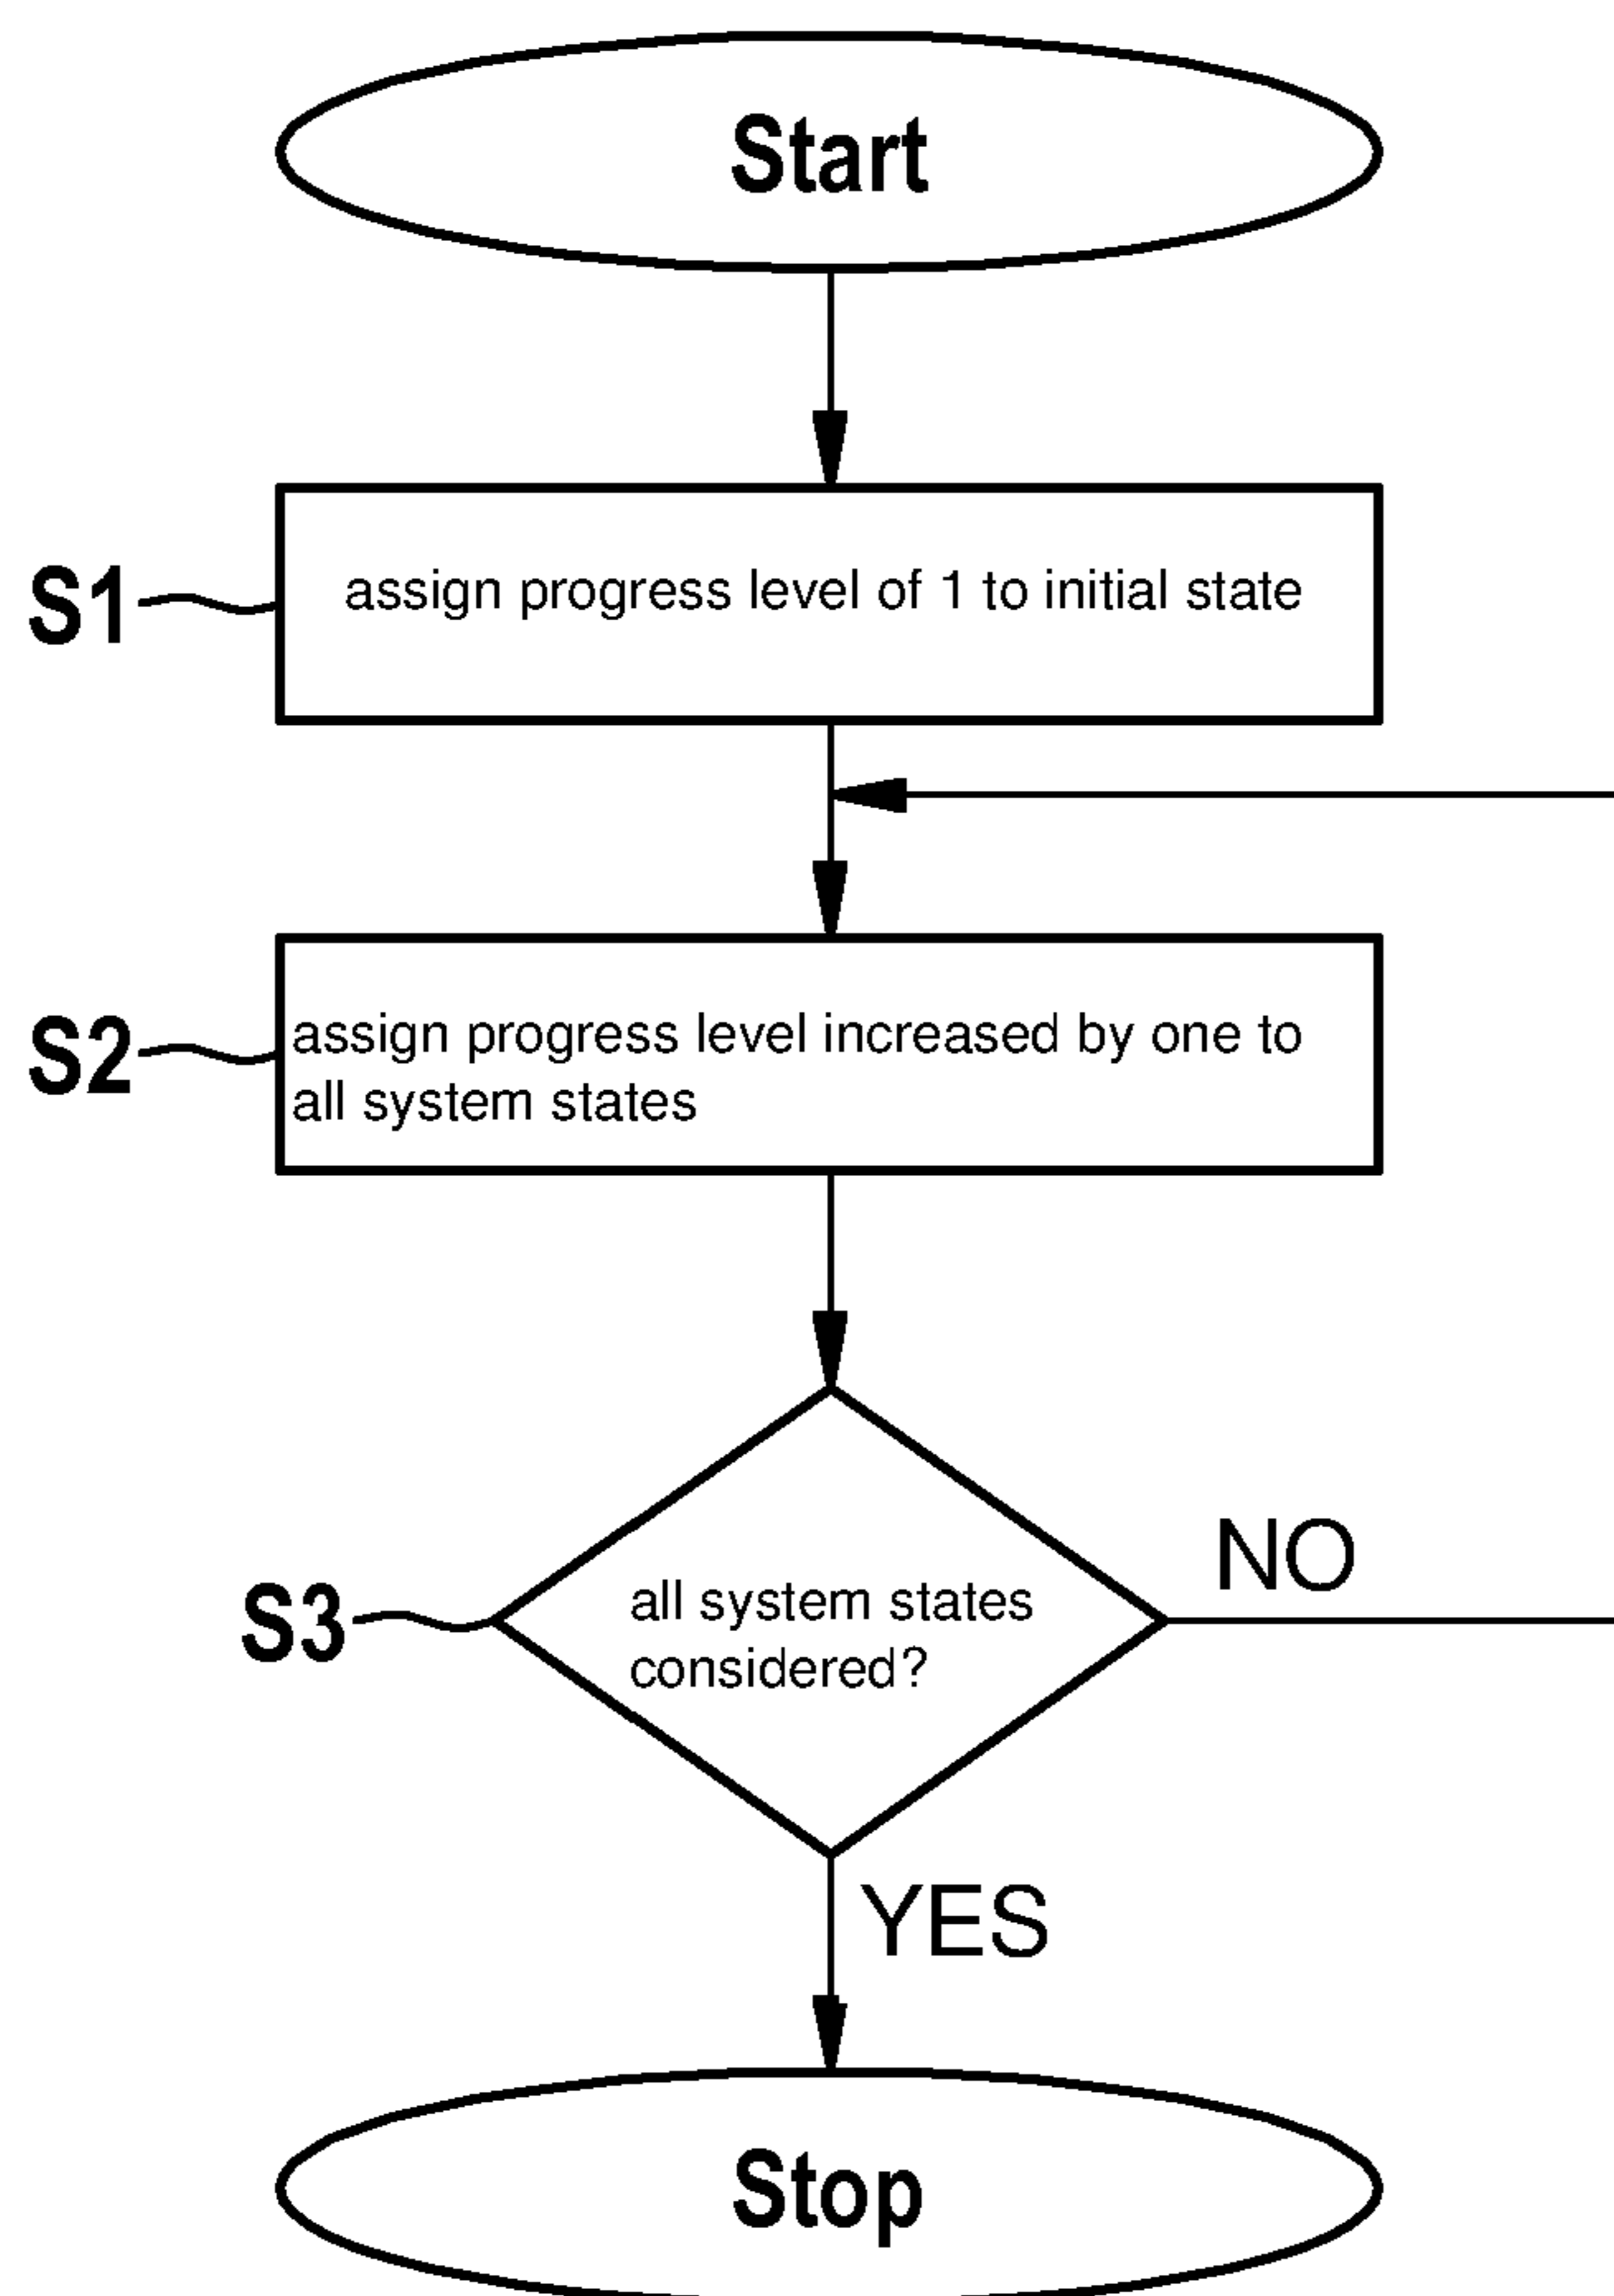 Start
S1
assign progress level of 1 to initial state
S2
assign progress level increased by one to
all system states
S3
all system states
considered?
NO
YES
Stop